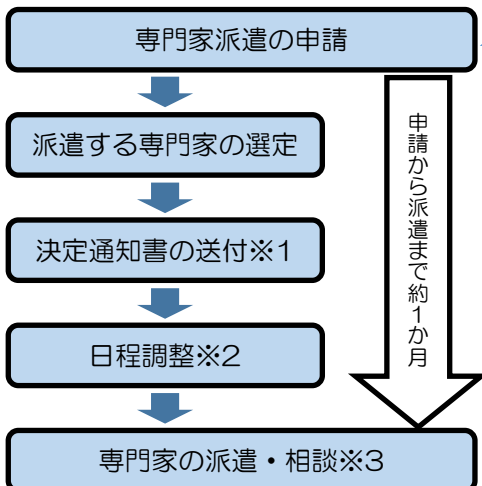 専門家派遣の申請
派遣する専門家の選定
決定通知書の送付※1
日程調整※2
専門家の派遣・相談※3
申請から派遣まで約1か月